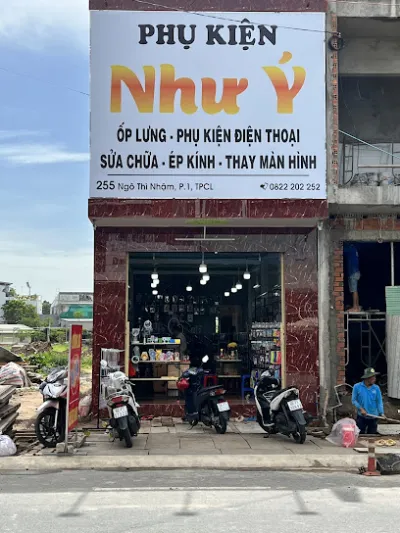 PHỤ KIỆN
Như Ý
ỐP LƯNG - PHỤ KIỆN ĐIỆN THOẠI
SỬA CHỮA - ÉP KÍNH - THAY MÀN HÌNH
255 Ngô Thì Nhậm, P.1, TPCL
0822 202 252